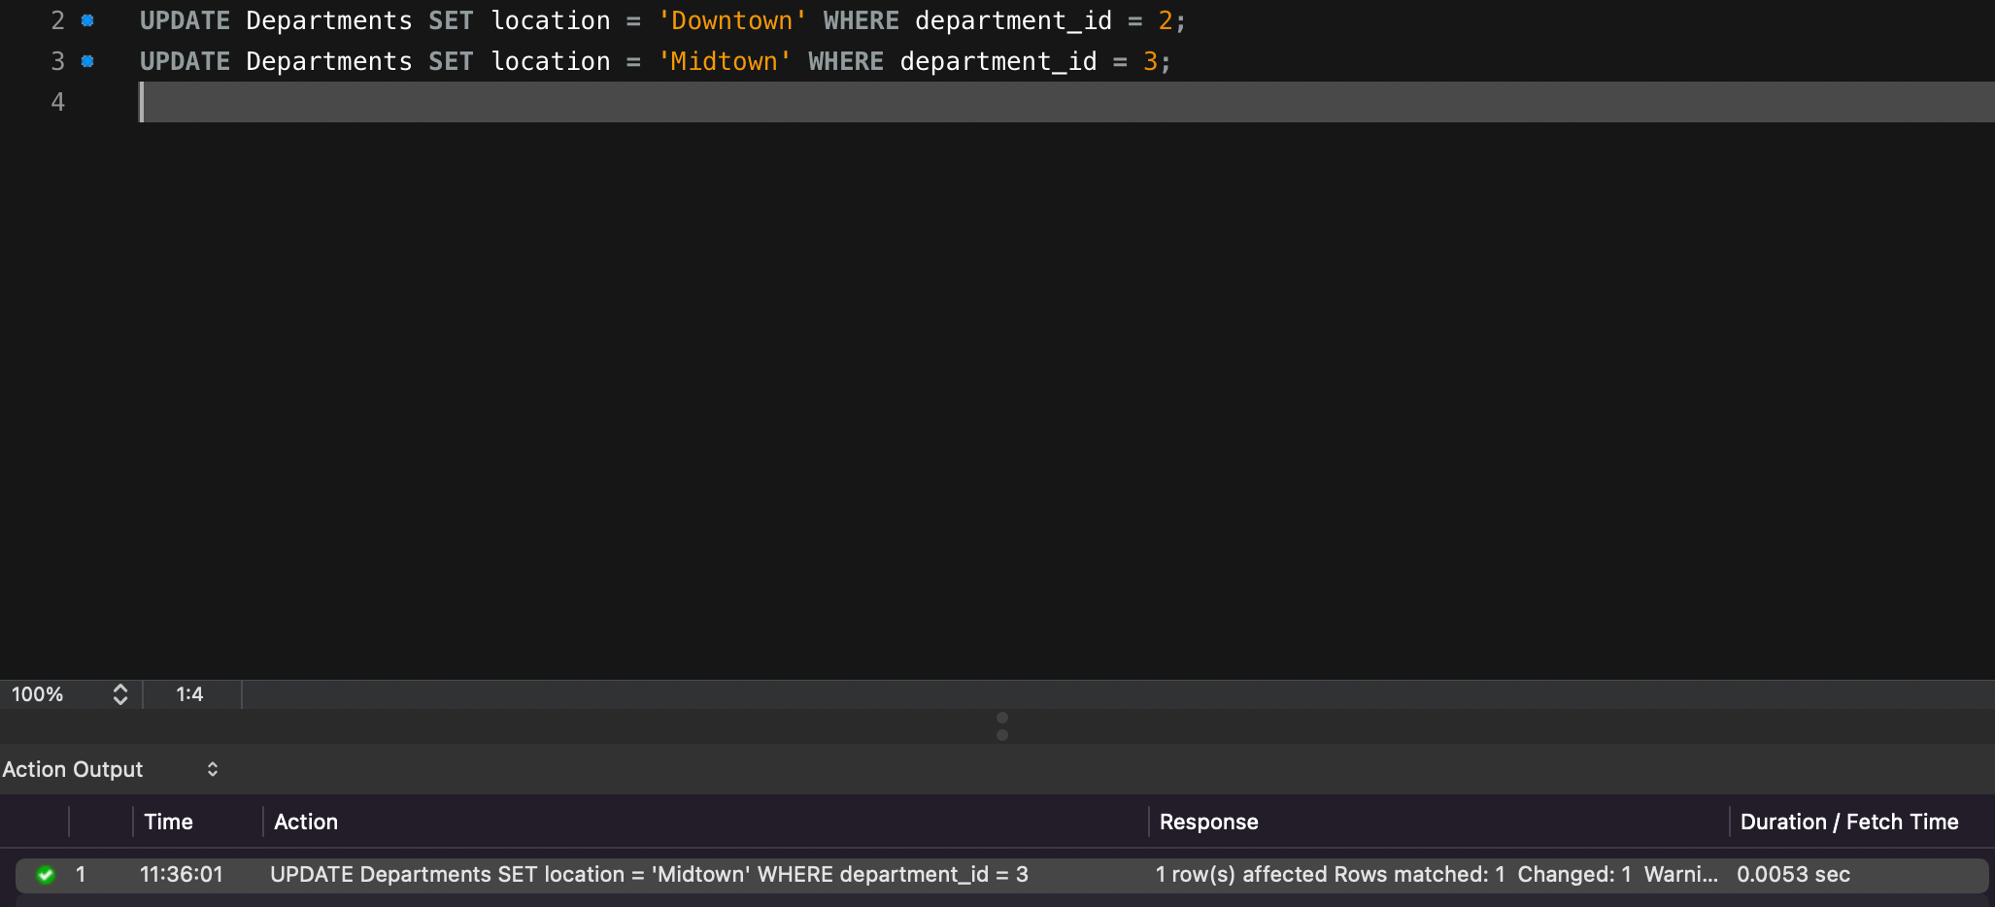 2 UPDATE Departments SET location = 'Downtown' WHERE department_id = 2;
3 UPDATE Departments SET location = 'Midtown' WHERE department_id = 3;
4
100% 1:4
Action Output
Time Action Response Duration / Fetch Time
1 11:36:01 UPDATE Departments SET location = 'Midtown' WHERE department_id = 3 1 row(s) affected Rows matched: 1 Changed: 1 Warni... 0.0053 sec